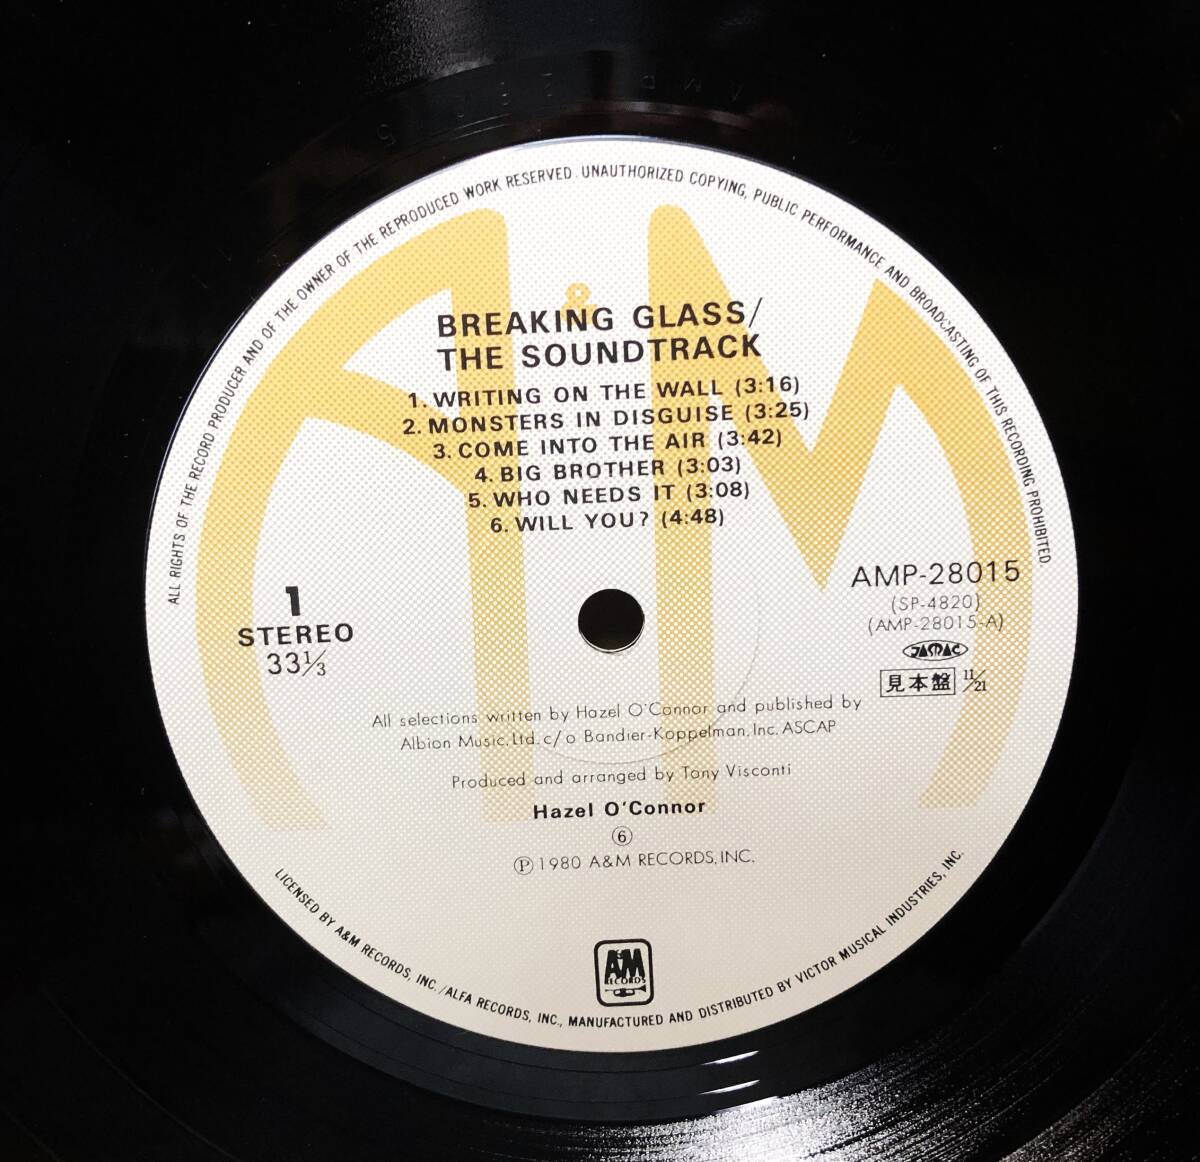 ALL RIGHTS OF THE RECORD PRODUCER AND OF THE OWNER OF THE REPRODUCED WORK RESERVED. UNAUTHORIZED COPYING, PUBLIC PERFORMANCE AND BROADCASTING OF THIS RECORDING PROHIBITED.
A&M
BREAKING GLASS/
THE SOUNDTRACK
1. WRITING ON THE WALL (3:16)
2. MONSTERS IN DISGUISE (3:25)
3. COME INTO THE AIR (3:42)
4. BIG BROTHER (3:03)
5. WHO NEEDS IT (3:08)
6. WILL YOU? (4:48)
1
STEREO
33⅓
AMP-28015
(SP-4820)
(AMP-28015-A)
JASRAC
見本盤 11/21
All selections written by Hazel O'Connor and published by
Albion Music, Ltd. c/o Bandier-Koppelman, Inc. ASCAP
Produced and arranged by Tony Visconti
Hazel O'Connor
⑥
Ⓟ 1980 A&M RECORDS, INC.
A&M
RECORDS
LICENSED BY A&M RECORDS, INC./ALFA RECORDS, INC., MANUFACTURED AND DISTRIBUTED BY VICTOR MUSICAL INDUSTRIES, INC.